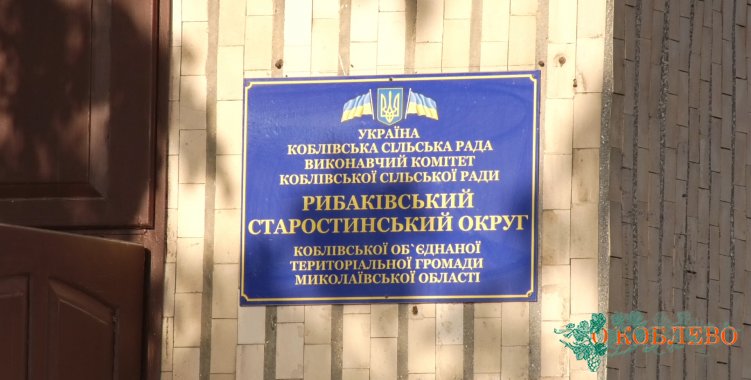 УКРАЇНА
КОБЛІВСЬКА СІЛЬСЬКА РАДА
ВИКОНАВЧИЙ КОМІТЕТ
КОБЛІВСЬКОЇ СІЛЬСЬКОЇ РАДИ
РИБАКІВСЬКИЙ
СТАРОСТИНСЬКИЙ ОКРУГ
КОБЛІВСЬКОЇ ОБ`ЄДНАНОЇ
ТЕРИТОРІАЛЬНОЇ ГРОМАДИ
МИКОЛАЇВСЬКОЇ ОБЛАСТІ
О КОБЛЕВО